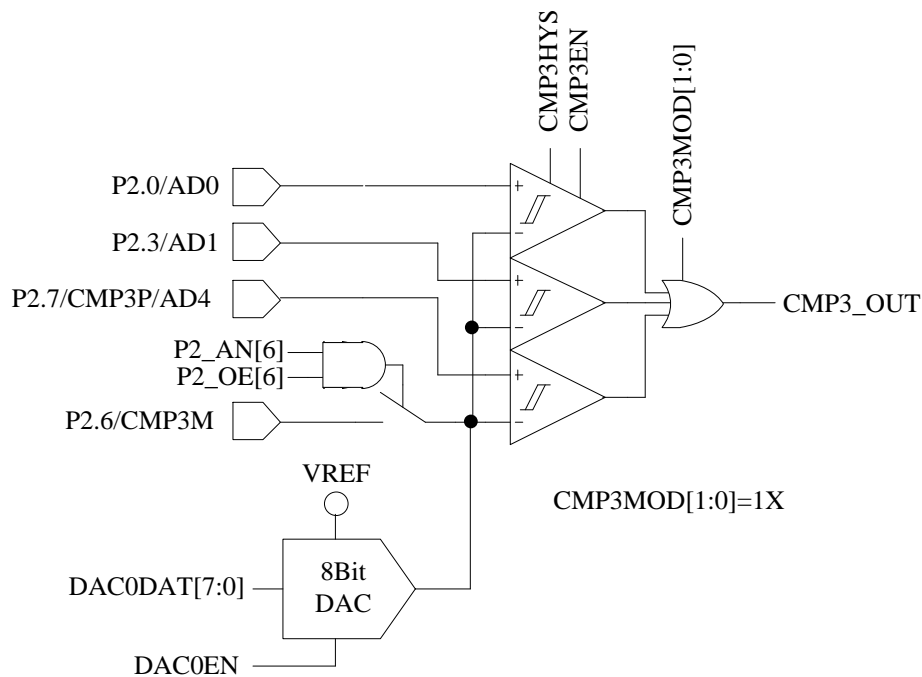 CMP3HYS
CMP3EN
CMP3MOD[1:0]
P2.0/AD0
+
−
P2.3/AD1
+
−
P2.7/CMP3P/AD4
+
−
CMP3_OUT
P2_AN[6]
P2_OE[6]
P2.6/CMP3M
VREF
CMP3MOD[1:0]=1X
DAC0DAT[7:0]
8Bit
DAC
DAC0EN